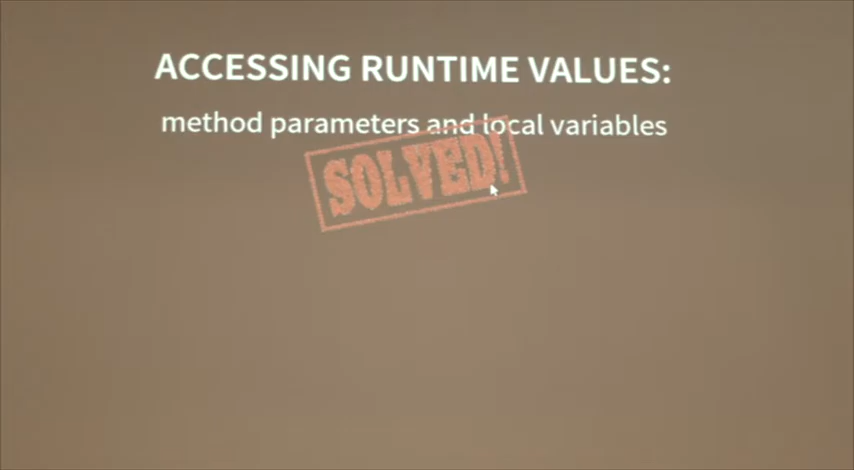 ACCESSING RUNTIME VALUES:
method parameters and local variables
SOLVED!